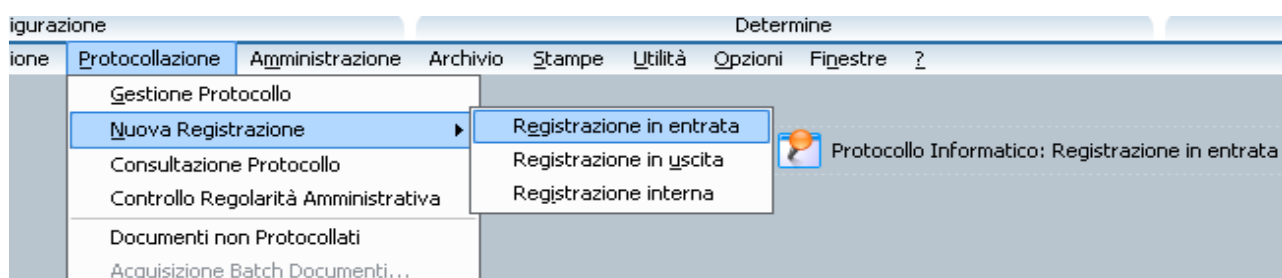 igurazione Determine
ione Protocollazione Amministrazione Archivio Stampe Utilità Opzioni Finestre ?
Gestione Protocollo
Nuova Registrazione Registrazione in entrata
Protocollo Informatico: Registrazione in entrata
Consultazione Protocollo Registrazione in uscita
Controllo Regolarità Amministrativa Registrazione interna
Documenti non Protocollati
Acquisizione Batch Documenti...